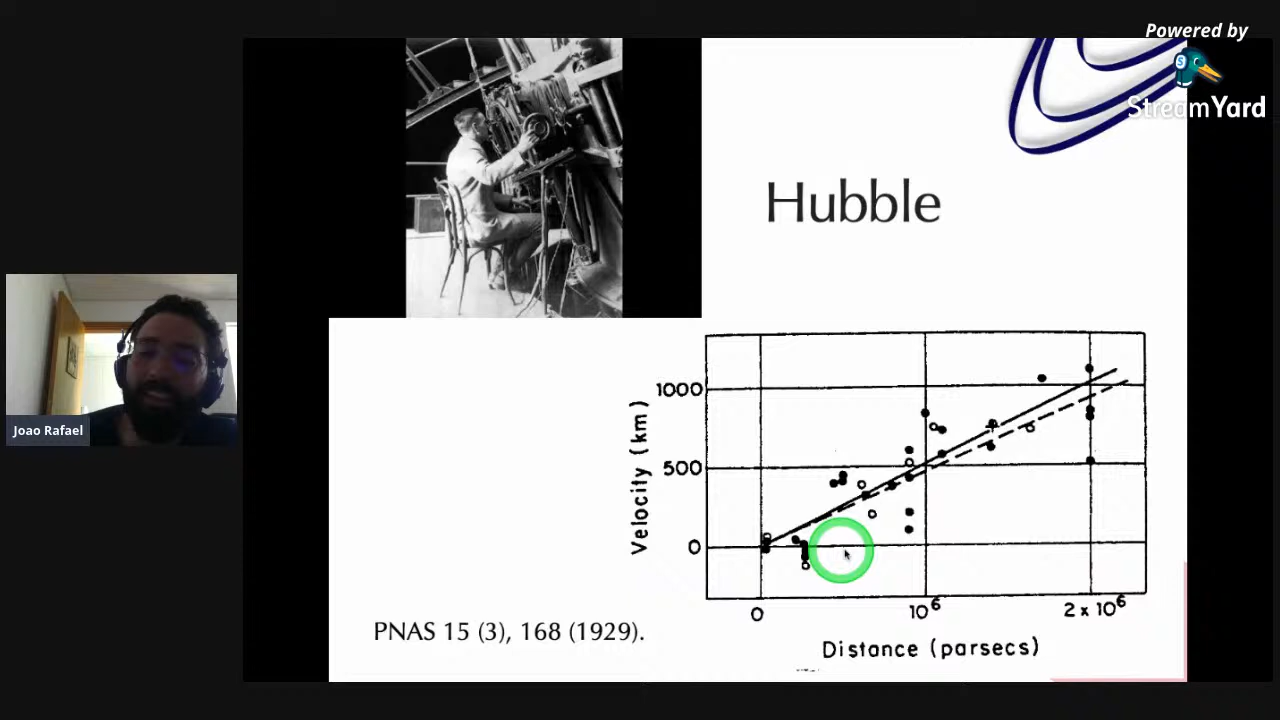 Powered by
StreamYard
Hubble
Joao Rafael
1000
500
0
Velocity (km)
0
10⁶
2 x 10⁶
Distance (parsecs)
PNAS 15 (3), 168 (1929).